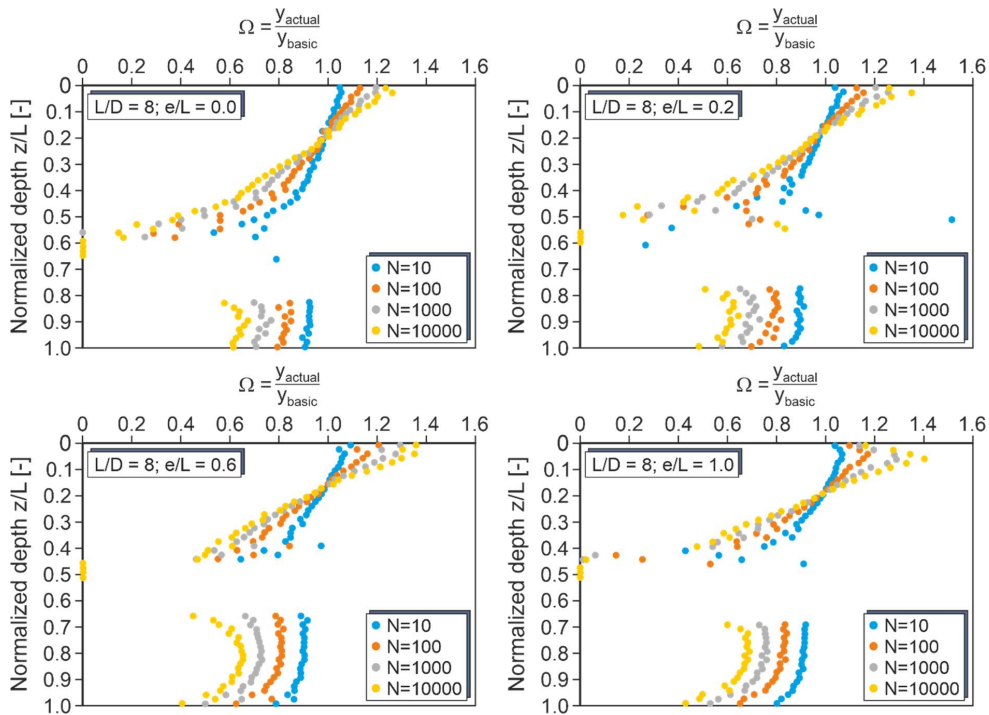 Ω = y_actual / y_basic
0 0.2 0.4 0.6 0.8 1.0 1.2 1.4 1.6
Normalized depth z/L [-]
0
0.1
0.2
0.3
0.4
0.5
0.6
0.7
0.8
0.9
1.0
L/D = 8; e/L = 0.0
N=10
N=100
N=1000
N=10000
Ω = y_actual / y_basic
0 0.2 0.4 0.6 0.8 1.0 1.2 1.4 1.6
Normalized depth z/L [-]
0
0.1
0.2
0.3
0.4
0.5
0.6
0.7
0.8
0.9
1.0
L/D = 8; e/L = 0.2
N=10
N=100
N=1000
N=10000
Ω = y_actual / y_basic
0 0.2 0.4 0.6 0.8 1.0 1.2 1.4 1.6
Normalized depth z/L [-]
0
0.1
0.2
0.3
0.4
0.5
0.6
0.7
0.8
0.9
1.0
L/D = 8; e/L = 0.6
N=10
N=100
N=1000
N=10000
Ω = y_actual / y_basic
0 0.2 0.4 0.6 0.8 1.0 1.2 1.4 1.6
Normalized depth z/L [-]
0
0.1
0.2
0.3
0.4
0.5
0.6
0.7
0.8
0.9
1.0
L/D = 8; e/L = 1.0
N=10
N=100
N=1000
N=10000